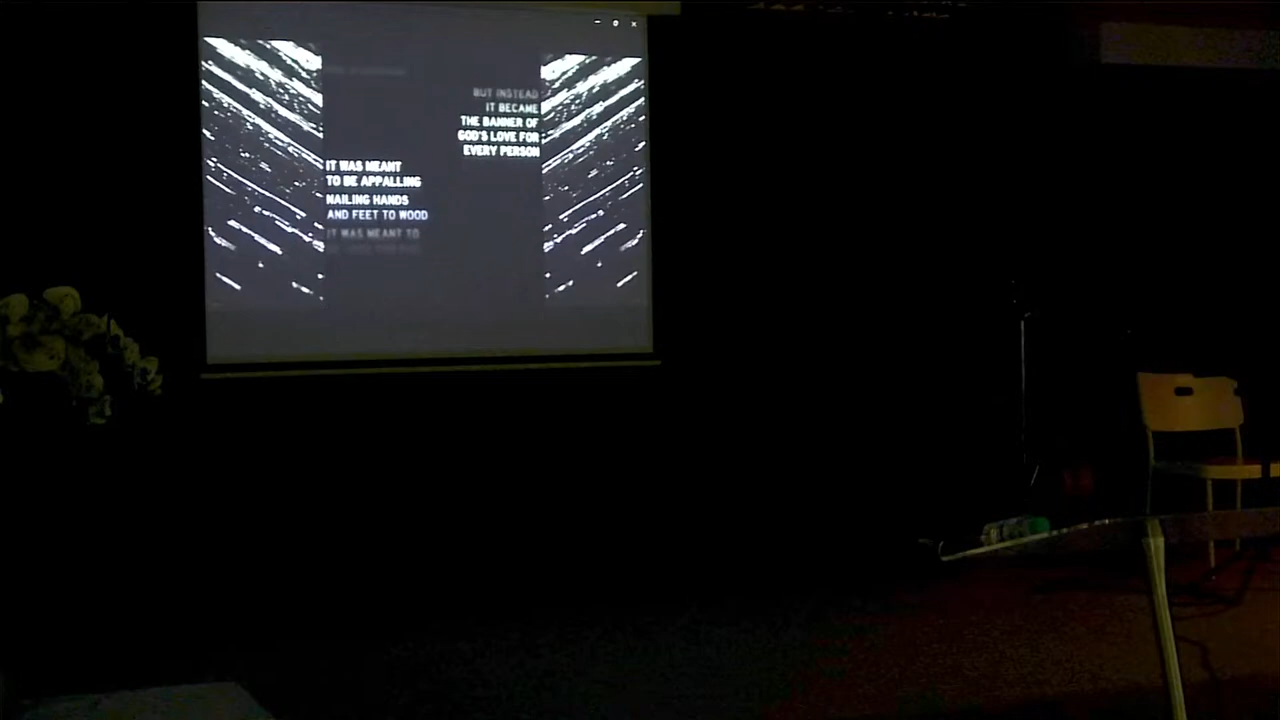 IT WAS MEANT
TO BE APPALLING
NAILING HANDS
AND FEET TO WOOD
IT WAS MEANT TO
BUT INSTEAD
IT BECAME
THE BANNER OF
GOD'S LOVE FOR
EVERY PERSON